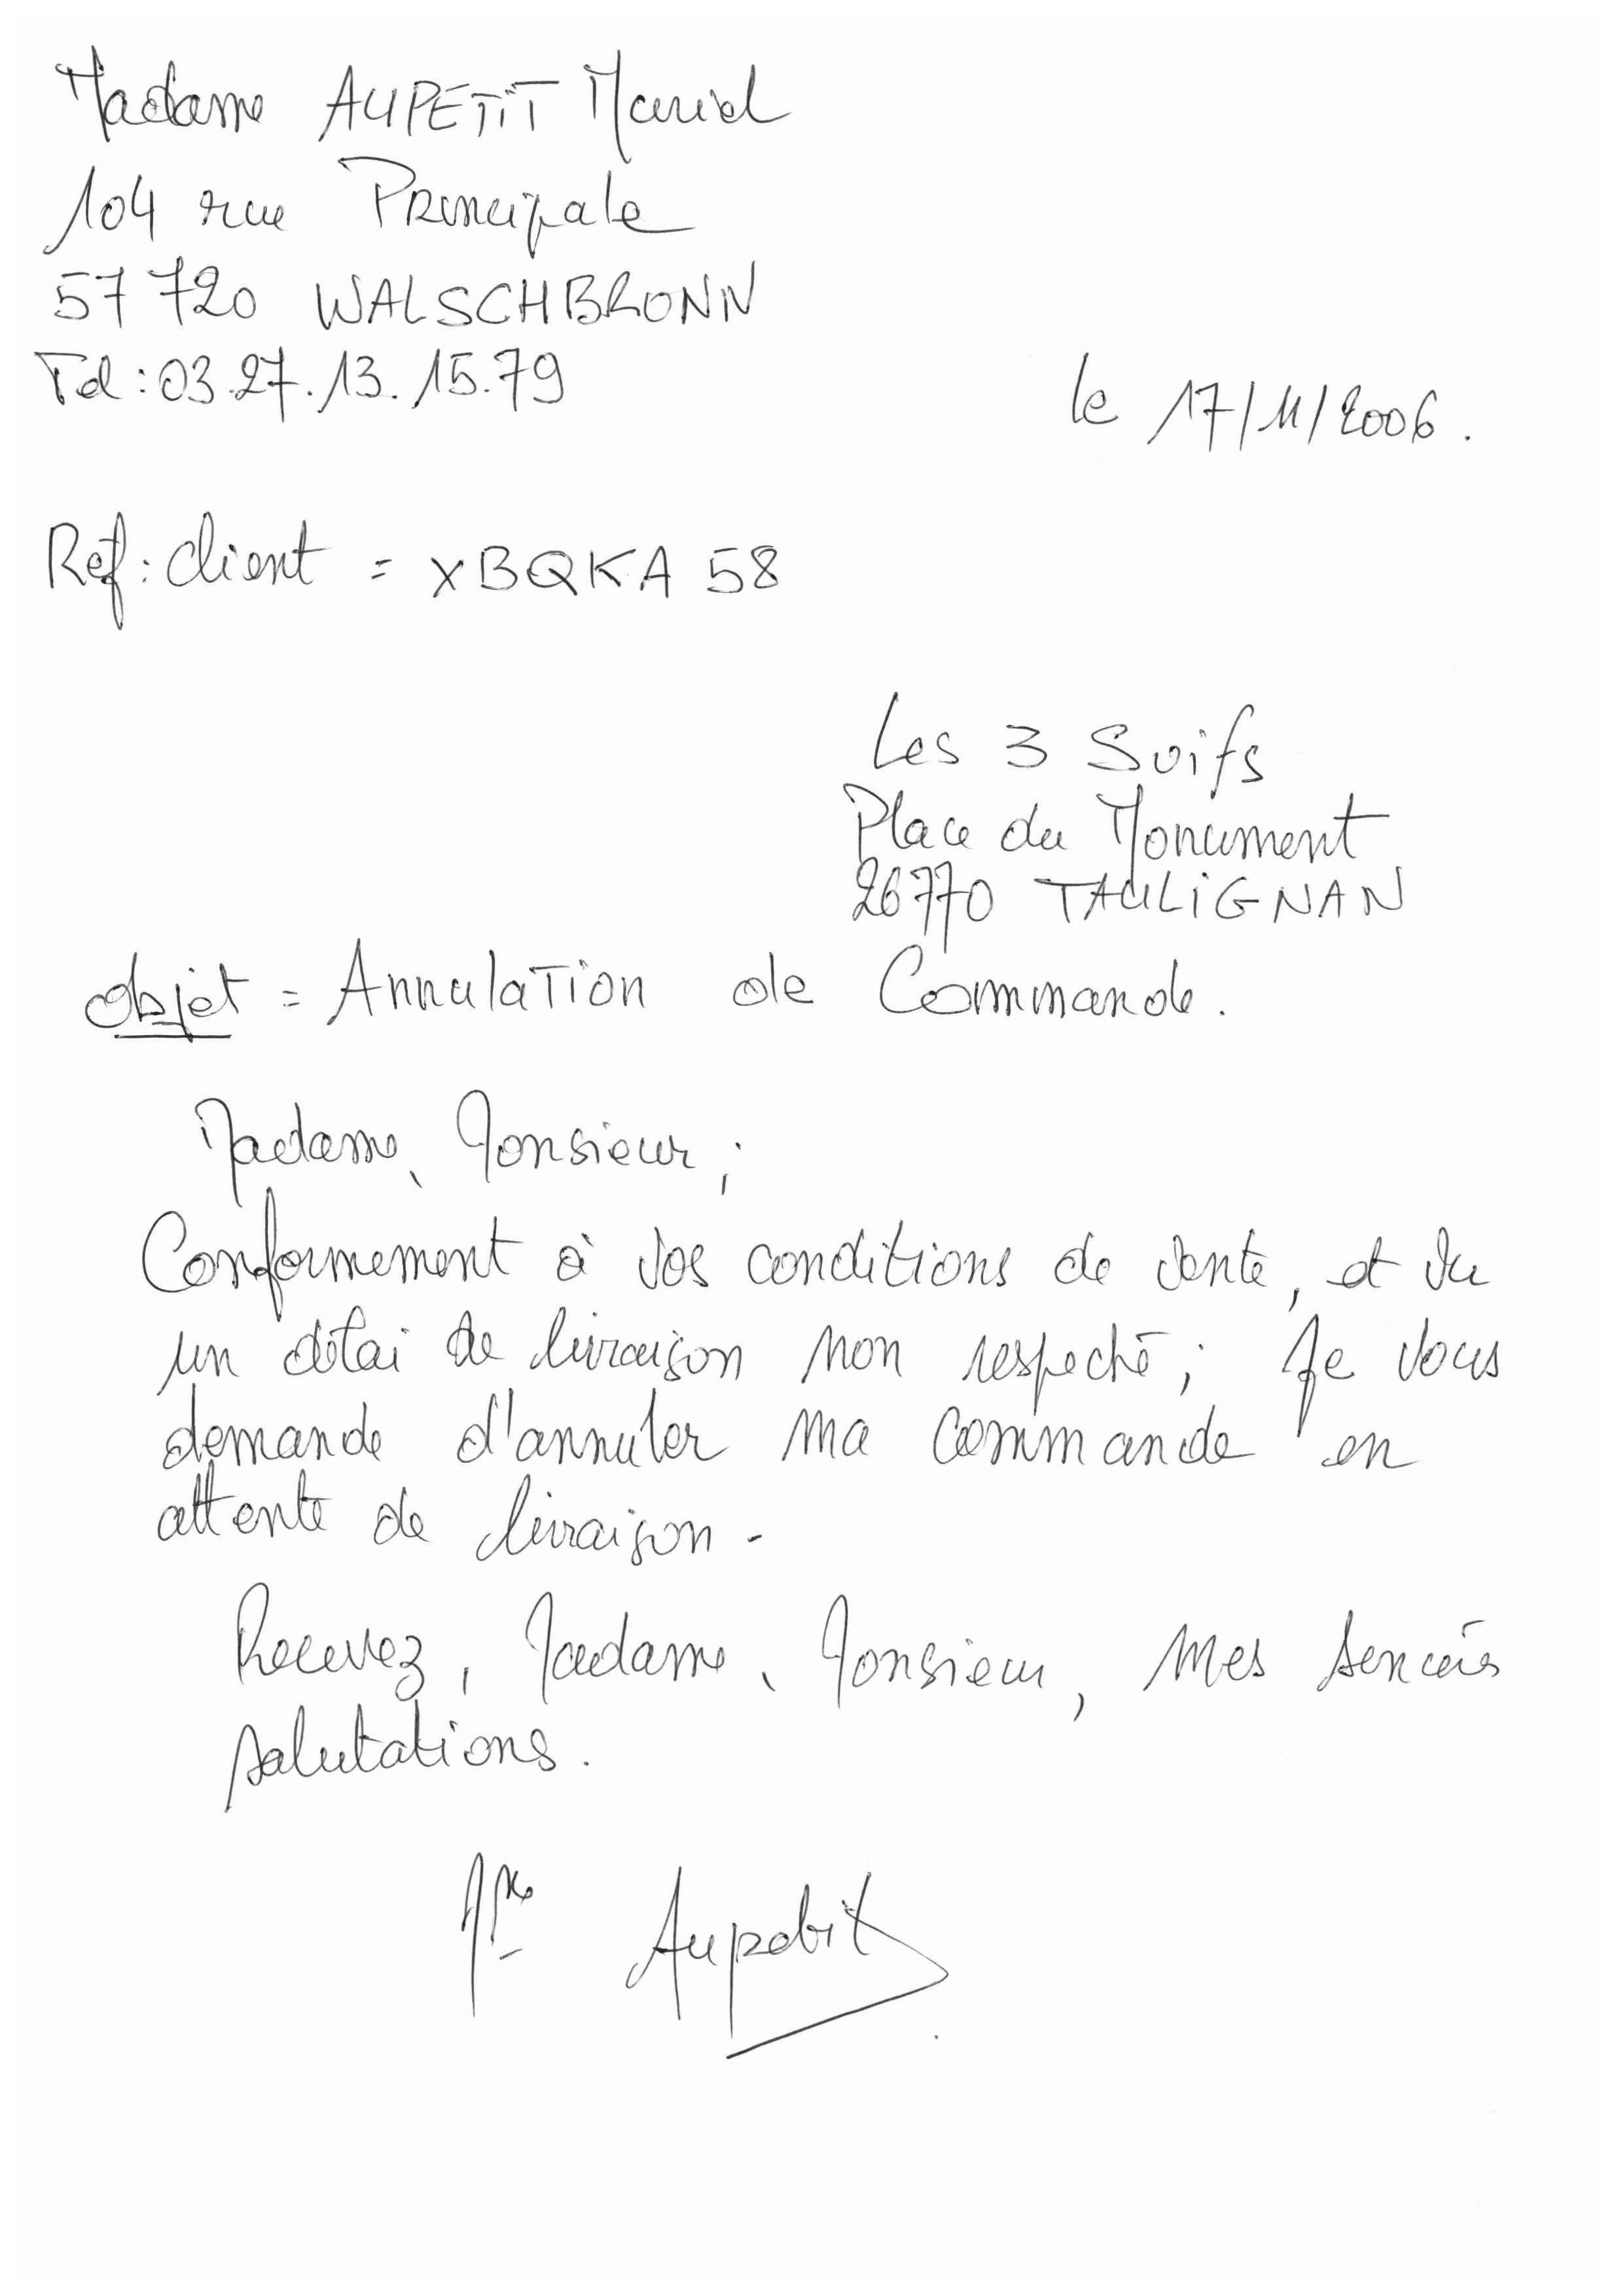 Madame AUPETIT Muriel
104 rue Principale
57720 WALSCHBRONN
Tel : 03.27.13.15.79
le 17/11/2006.
Ref : client = XBQKA 58
Les 3 Suifs
Place du Monument
26770 TAULIGNAN
objet = Annulation de Commande.
Madame, Monsieur ;
Conformement à vos conditions de vente, et vu
un délai de livraison non respecté ; Je vous
demande d'annuler ma commande en
attente de livraison.
Recevez, Madame, Monsieur, mes
salutations.
Mme Aupetit